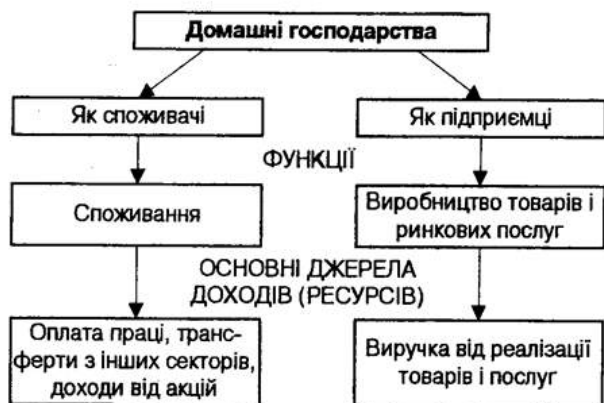 Домашні господарства
Як споживачі
Як підприємці
ФУНКЦІЇ
Споживання
Виробництво товарів і
ринкових послуг
ОСНОВНІ ДЖЕРЕЛА
ДОХОДІВ (РЕСУРСІВ)
Оплата праці, транс-
ферти з інших секторів,
доходи від акцій
Виручка від реалізації
товарів і послуг